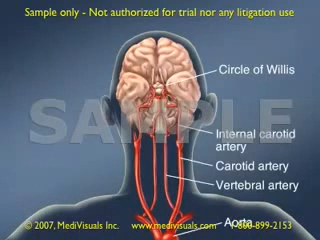 Sample only - Not authorized for trial nor any litigation use
Circle of Willis
SAMPLE
Internal carotid
artery
Carotid artery
Vertebral artery
Aorta
© 2007, MediVisuals Inc. www.medivisuals.com 1-800-899-2153